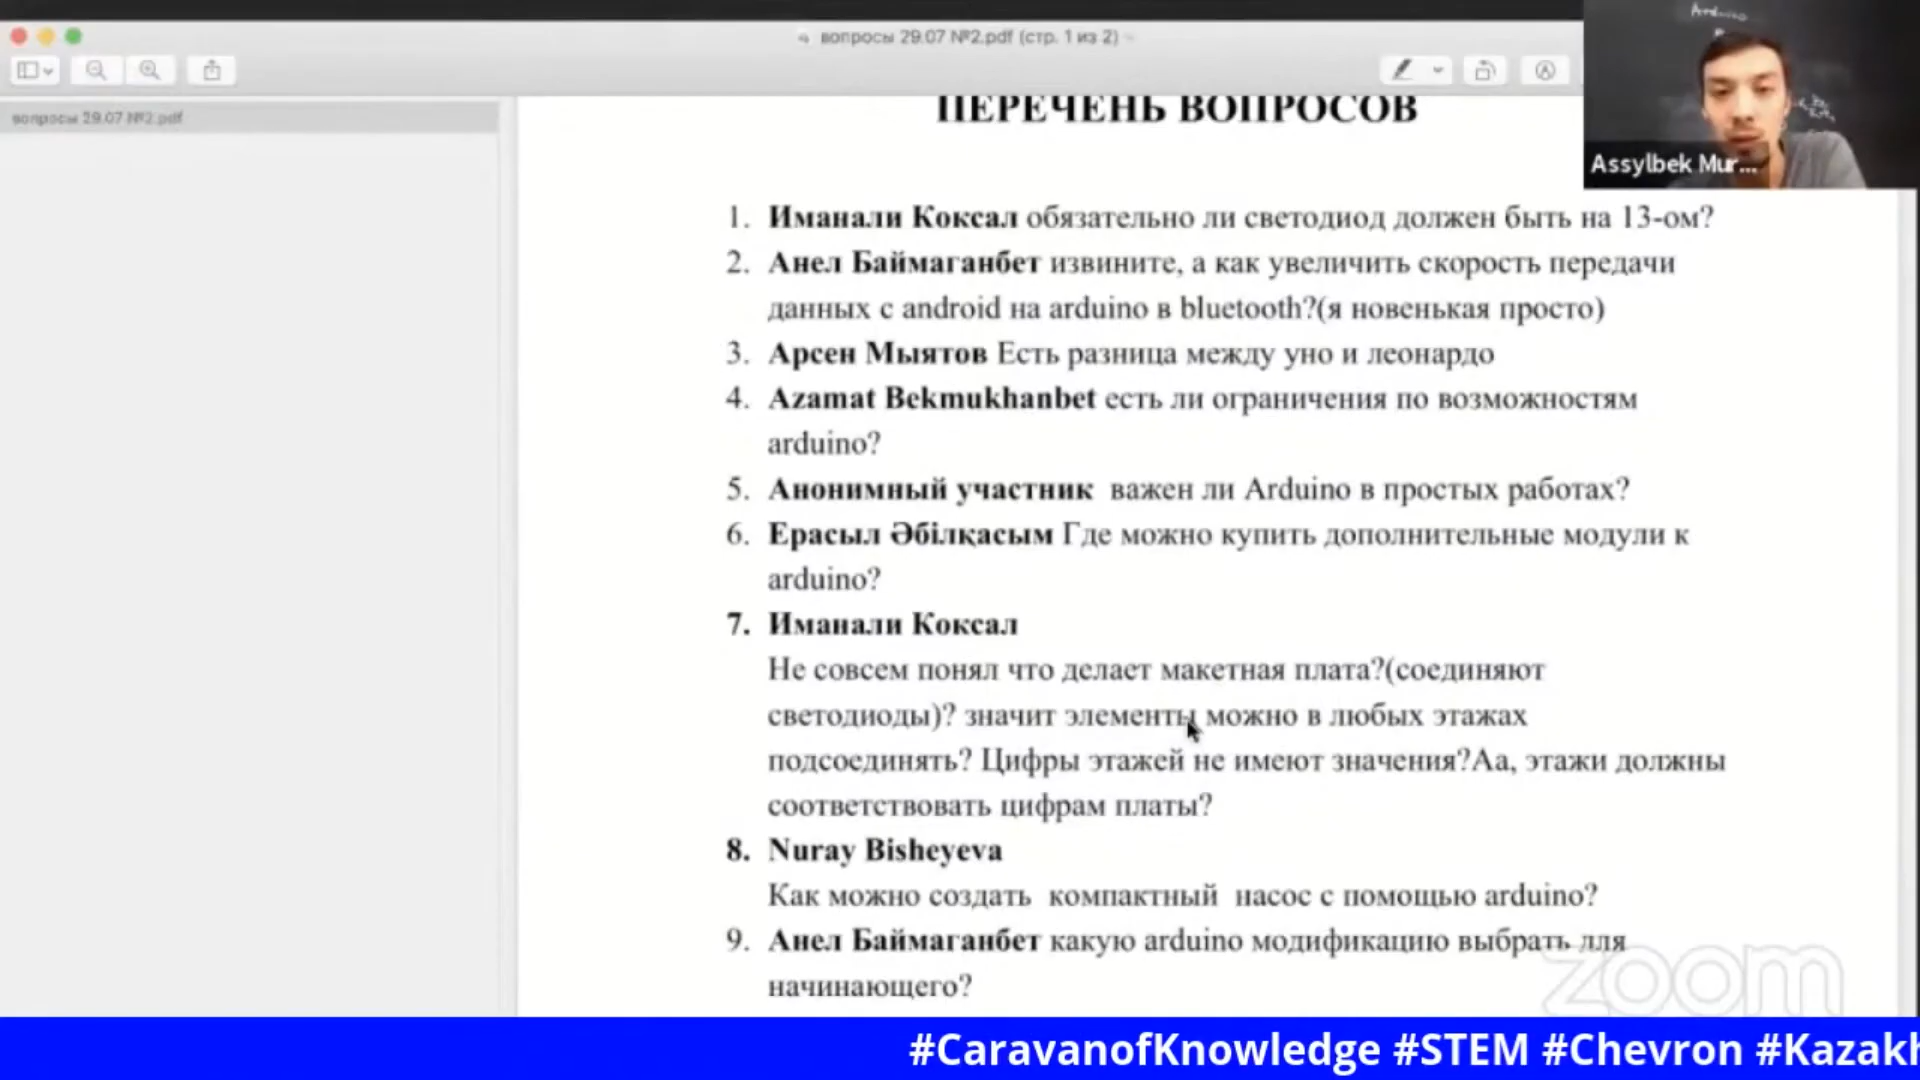 вопросы 29.07 №2.pdf (стр. 1 из 2)
вопросы 29.07 №2.pdf
Arduino
Assylbek Mur...
ПЕРЕЧЕНЬ ВОПРОСОВ
1. Иманали Коксал обязательно ли светодиод должен быть на 13-ом?
2. Анел Баймаганбет извините, а как увеличить скорость передачи
данных с android на arduino в bluetooth?(я новенькая просто)
3. Арсен Мыятов Есть разница между уно и леонардо
4. Azamat Bekmukhanbet есть ли ограничения по возможностям
arduino?
5. Анонимный участник важен ли Arduino в простых работах?
6. Ерасыл Әбілқасым Где можно купить дополнительные модули к
arduino?
7. Иманали Коксал
Не совсем понял что делает макетная плата?(соединяют
светодиоды)? значит элементы можно в любых этажах
подсоединять? Цифры этажей не имеют значения?Аа, этажи должны
соответствовать цифрам платы?
8. Nuray Bisheyeva
Как можно создать компактный насос с помощью arduino?
9. Анел Баймаганбет какую arduino модификацию выбрать для
начинающего?
zoom
#CaravanofKnowledge #STEM #Chevron #Kazakh